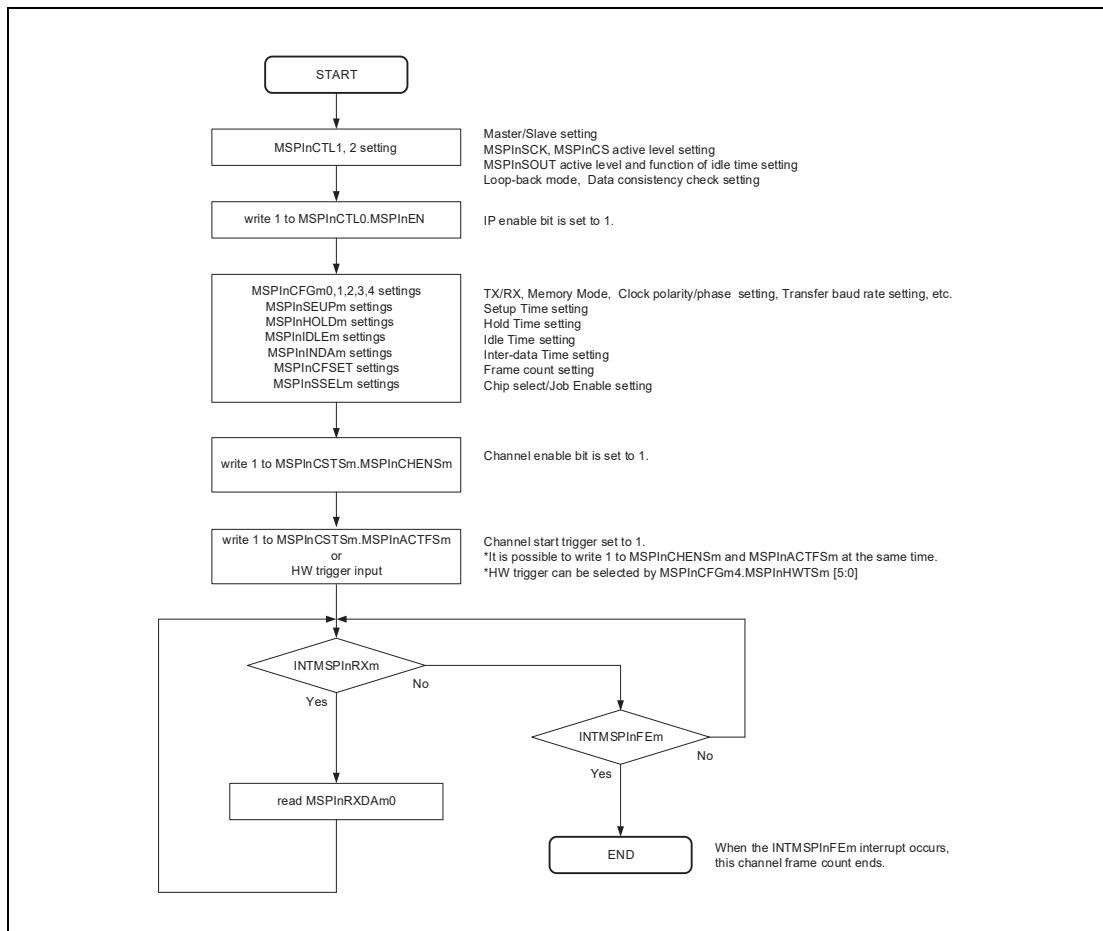 START
MSPInCTL1, 2 setting
Master/Slave setting
MSPInSCK, MSPInCS active level setting
MSPInSOUT active level and function of idle time setting
Loop-back mode, Data consistency check setting
write 1 to MSPInCTL0.MSPInEN
IP enable bit is set to 1.
MSPInCFGm0,1,2,3,4 settings
MSPInSEUPm settings
MSPInHOLDm settings
MSPInIDLEm settings
MSPInINDAm settings
MSPInCFSET settings
MSPInSSELm settings
TX/RX, Memory Mode, Clock polarity/phase setting, Transfer baud rate setting, etc.
Setup Time setting
Hold Time setting
Idle Time setting
Inter-data Time setting
Frame count setting
Chip select/Job Enable setting
write 1 to MSPInCSTSm.MSPInCHENSm
Channel enable bit is set to 1.
write 1 to MSPInCSTSm.MSPInACTFSm
or
HW trigger input
Channel start trigger set to 1.
*It is possible to write 1 to MSPInCHENSm and MSPInACTFSm at the same time.
*HW trigger can be selected by MSPInCFGm4.MSPInHWTSm [5:0]
INTMSPInRXm
No
Yes
INTMSPInFEm
No
Yes
read MSPInRXDAm0
END
When the INTMSPInFEm interrupt occurs,
this channel frame count ends.